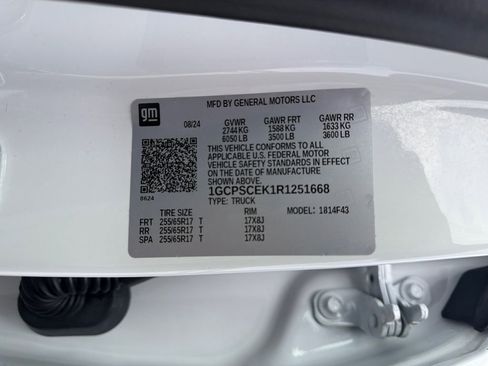 gm
MFD BY GENERAL MOTORS LLC
08/24 GVWR GAWR FRT GAWR RR
2744 KG 1588 KG 1633 KG
6050 LB 3500 LB 3600 LB
THIS VEHICLE CONFORMS TO ALL
APPLICABLE U.S. FEDERAL MOTOR
VEHICLE SAFETY STANDARDS IN EFFECT
ON THE DATE OF MANUFACTURE
SHOWN ABOVE.
1GCPSCEK1R1251668
0624 TYPE: TRUCK
TIRE SIZE RIM MODEL: 1814F43
FRT 255/65R17 T 17X8J
RR 255/65R17 T 17X8J
SPA 255/65R17 T 17X8J